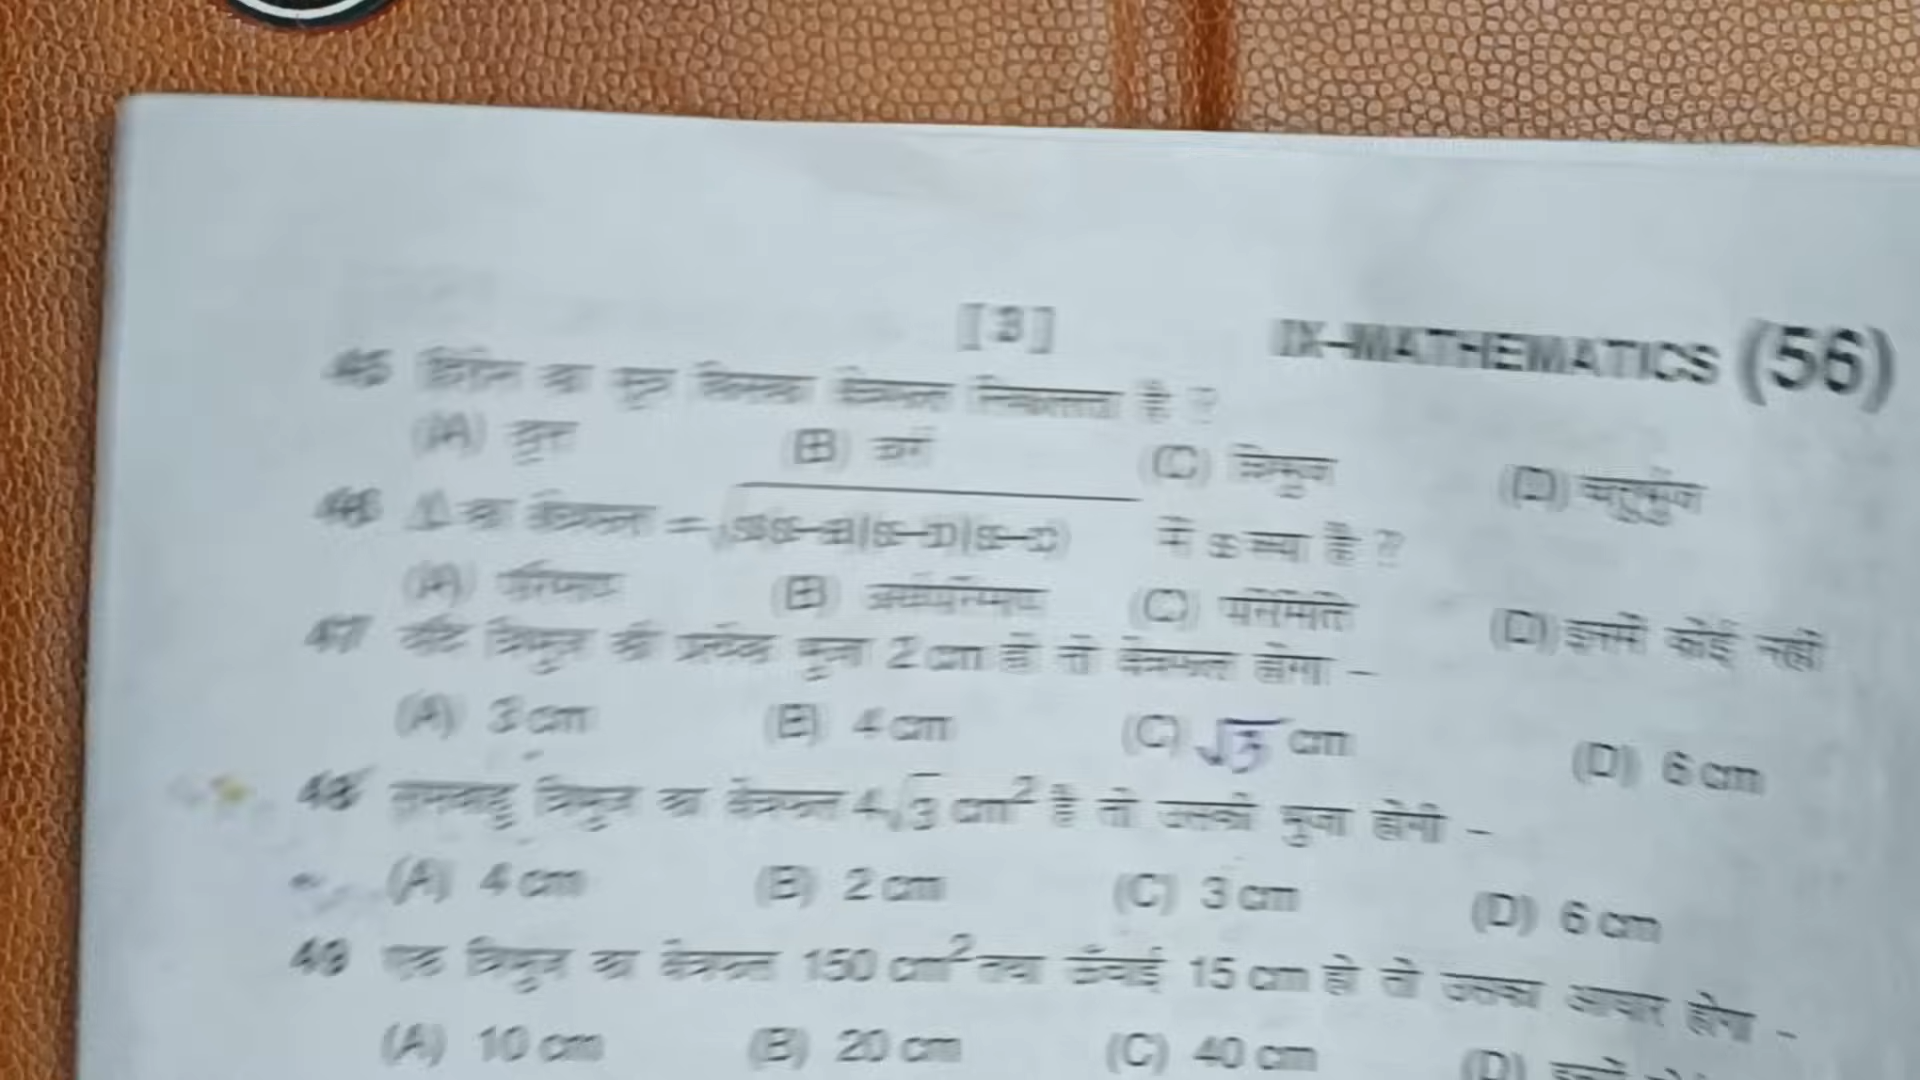 [3] IX-MATHEMATICS (56)
45 का सूत्र किसका क्षेत्रफल निकालता है ?
(A) वृत्त (B) वर्ग (C) त्रिभुज (D) चतुर्भुज
46 Δ का क्षेत्रफल = √s(s–a)(s–b)(s–c) में s क्या है ?
(A) परिमाप (B) अर्धपरिमाप (C) परिमिति (D) इनमें कोई नहीं
47 यदि त्रिभुज की प्रत्येक भुजा 2 cm हो तो क्षेत्रफल होगा –
(A) 3 cm (B) 4 cm (C) √3 cm (D) 6 cm
48 समबाहु त्रिभुज का क्षेत्रफल 4√3 cm² है तो उसकी भुजा होगी –
(A) 4 cm (B) 2 cm (C) 3 cm (D) 6 cm
49 एक त्रिभुज का क्षेत्रफल 150 cm² तथा ऊँचाई 15 cm हो तो उसका आधार होगा –
(A) 10 cm (B) 20 cm (C) 40 cm (D)